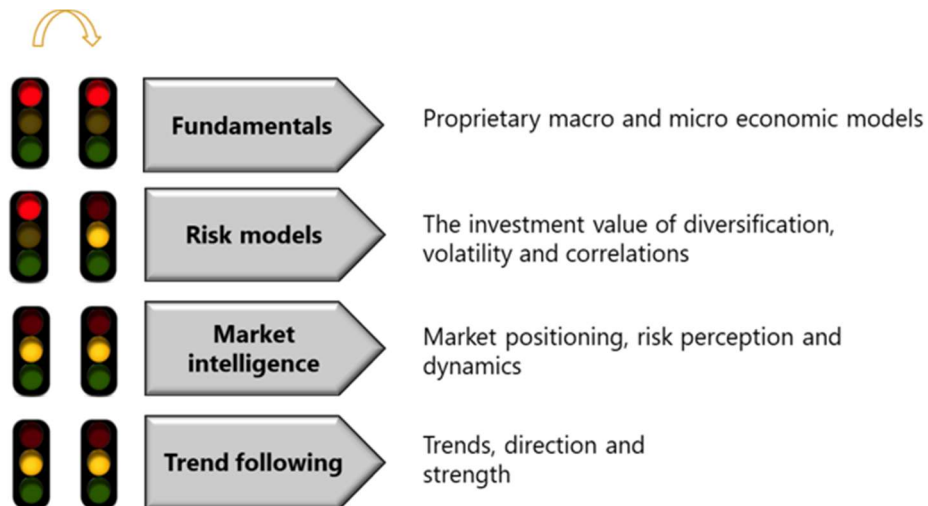 Fundamentals
Proprietary macro and micro economic models
Risk models
The investment value of diversification,
volatility and correlations
Market
intelligence
Market positioning, risk perception and
dynamics
Trend following
Trends, direction and
strength